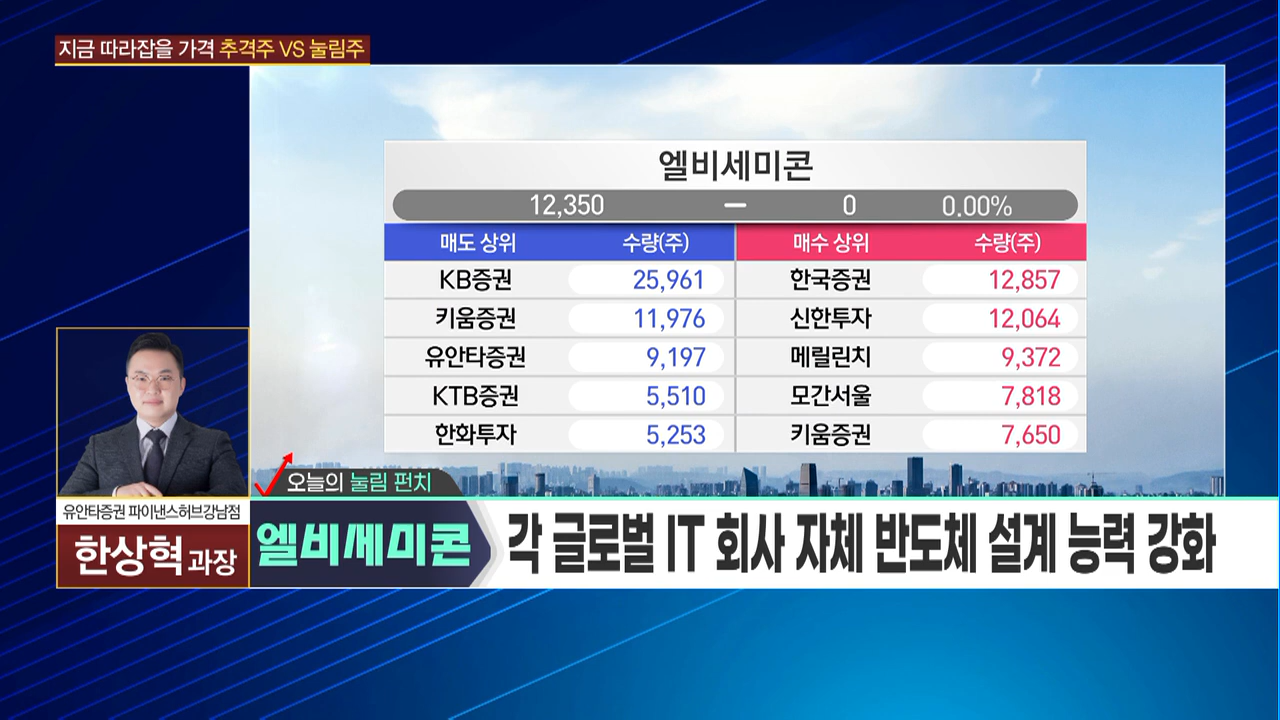 지금 따라잡을 가격 추격주 VS 눌림주
엘비세미콘
12,350 ー 0 0.00%
매도 상위 수량(주) 매수 상위 수량(주)
KB증권 25,961 한국증권 12,857
키움증권 11,976 신한투자 12,064
유안타증권 9,197 메릴린치 9,372
KTB증권 5,510 모간서울 7,818
한화투자 5,253 키움증권 7,650
오늘의 눌림 펀치
유안타증권 파이낸스허브강남점
한상혁 과장
엘비세미콘
각 글로벌 IT 회사 자체 반도체 설계 능력 강화